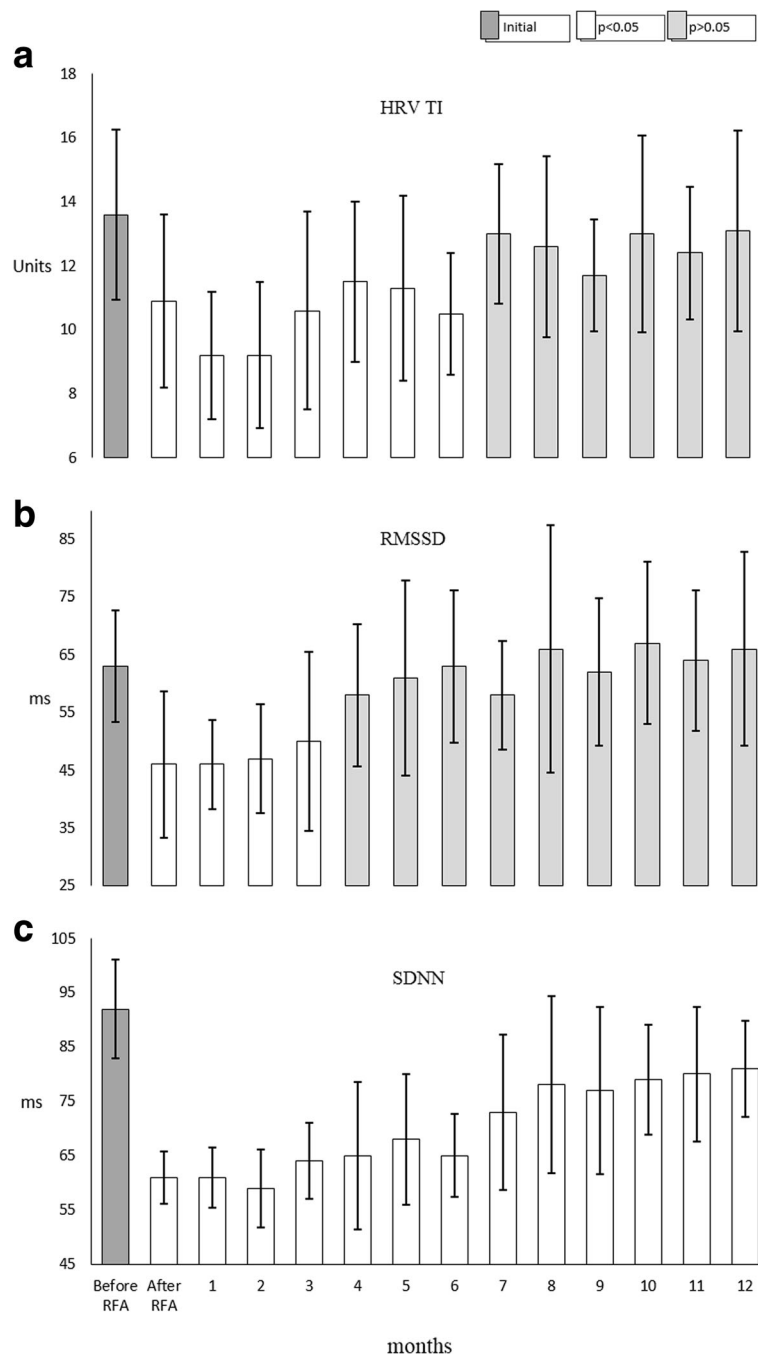 Initial p<0.05 p>0.05
a
18
HRV TI
16
14
Units 12
10
8
6
b
85
RMSSD
75
65
ms
55
45
35
25
c
105
SDNN
95
85
ms
75
65
55
45
Before RFA After RFA 1 2 3 4 5 6 7 8 9 10 11 12
months